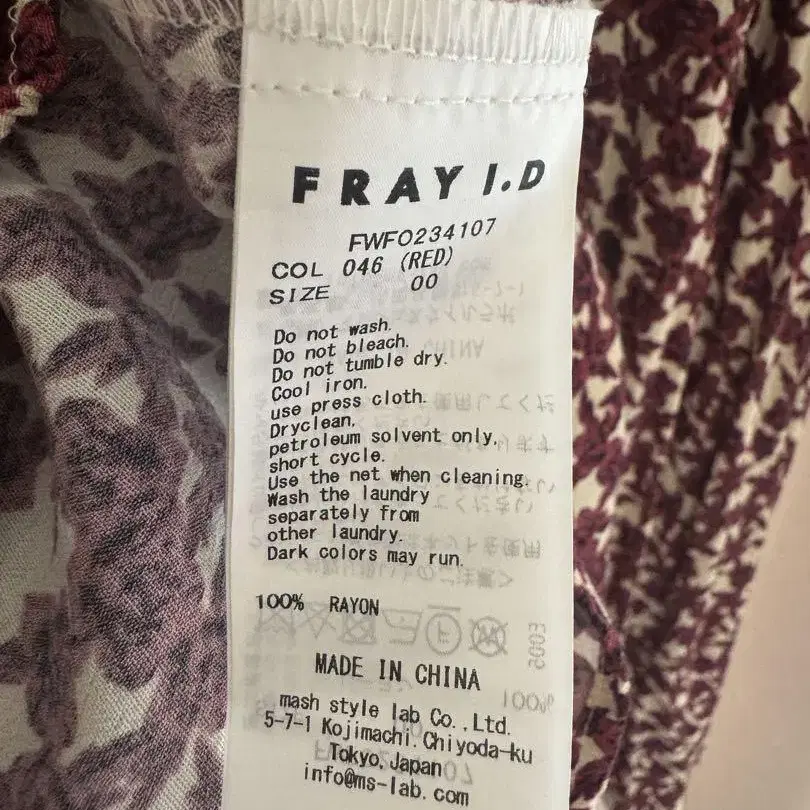 FRAY I.D
FWFO234107
COL 046 (RED)
SIZE 00
Do not wash.
Do not bleach.
Do not tumble dry.
Cool iron.
use press cloth.
Dryclean,
petroleum solvent only,
short cycle.
Use the net when cleaning.
Wash the laundry
separately from
other laundry.
Dark colors may run.
100% RAYON
MADE IN CHINA
mash style lab Co.,Ltd.
5-7-1 Kojimachi.Chiyoda-ku
Tokyo,Japan
info@ms-lab.com